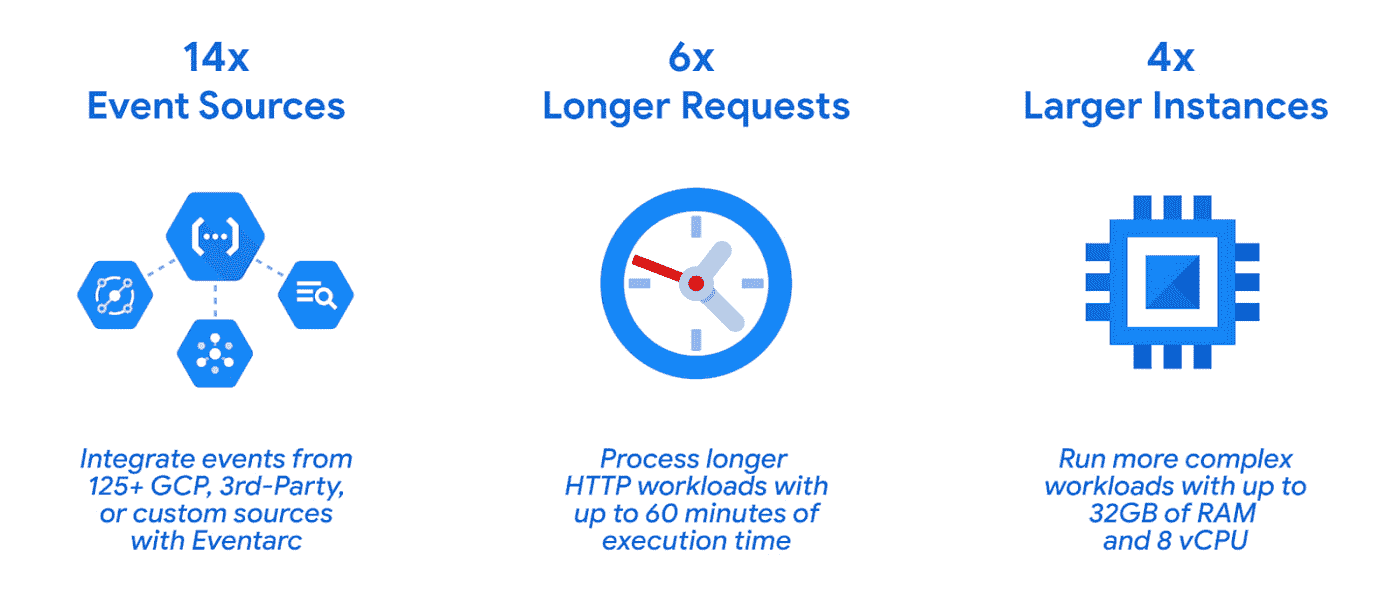 14x
Event Sources
Integrate events from
125+ GCP, 3rd-Party,
or custom sources
with Eventarc
6x
Longer Requests
Process longer
HTTP workloads with
up to 60 minutes of
execution time
4x
Larger Instances
Run more complex
workloads with up to
32GB of RAM
and 8 vCPU